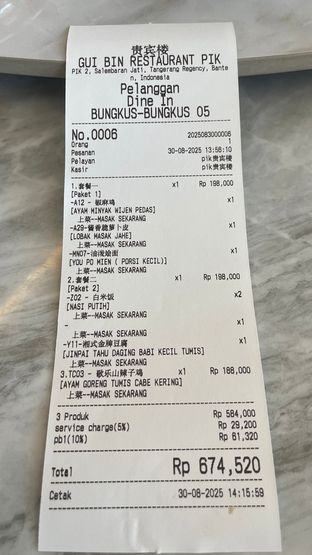 贵宾楼
GUI BIN RESTAURANT PIK
PIK 2, Salembaran Jati, Tangerang Regency, Bante
n, Indonesia
Pelanggan
Dine In
BUNGKUS-BUNGKUS 05
No.0006 2025083000006
Orang 1
Pesanan 30-08-2025 13:56:10
Pelayan pik贵宾楼
Kasir pik贵宾楼
1.套餐一 x1 Rp 198,000
[Paket 1]
-A12 - 椒麻鸡 x1
[AYAM MINYAK WIJEN PEDAS]
上菜--MASAK SEKARANG
-A29-酱香脆萝卜皮 x1
[LOBAK MASAK JAHE]
上菜--MASAK SEKARANG
-MN07-油泼烩面 x1
[YOU PO MIEN ( PORSI KECIL)]
上菜--MASAK SEKARANG
2.套餐二 x1 Rp 198,000
[Paket 2]
-Z02 - 白米饭 x2
[NASI PUTIH]
上菜--MASAK SEKARANG
- x1
上菜--MASAK SEKARANG
-Y11-湘式金牌豆腐 x1
[JINPAI TAHU DAGING BABI KECIL TUMIS]
上菜--MASAK SEKARANG
3.TC03 - 歌乐山辣子鸡 x1 Rp 188,000
[AYAM GORENG TUMIS CABE KERING]
上菜--MASAK SEKARANG
3 Produk Rp 584,000
service charge(5%) Rp 29,200
pb1(10%) Rp 61,320
Total Rp 674,520
Cetak 30-08-2025 14:15:59